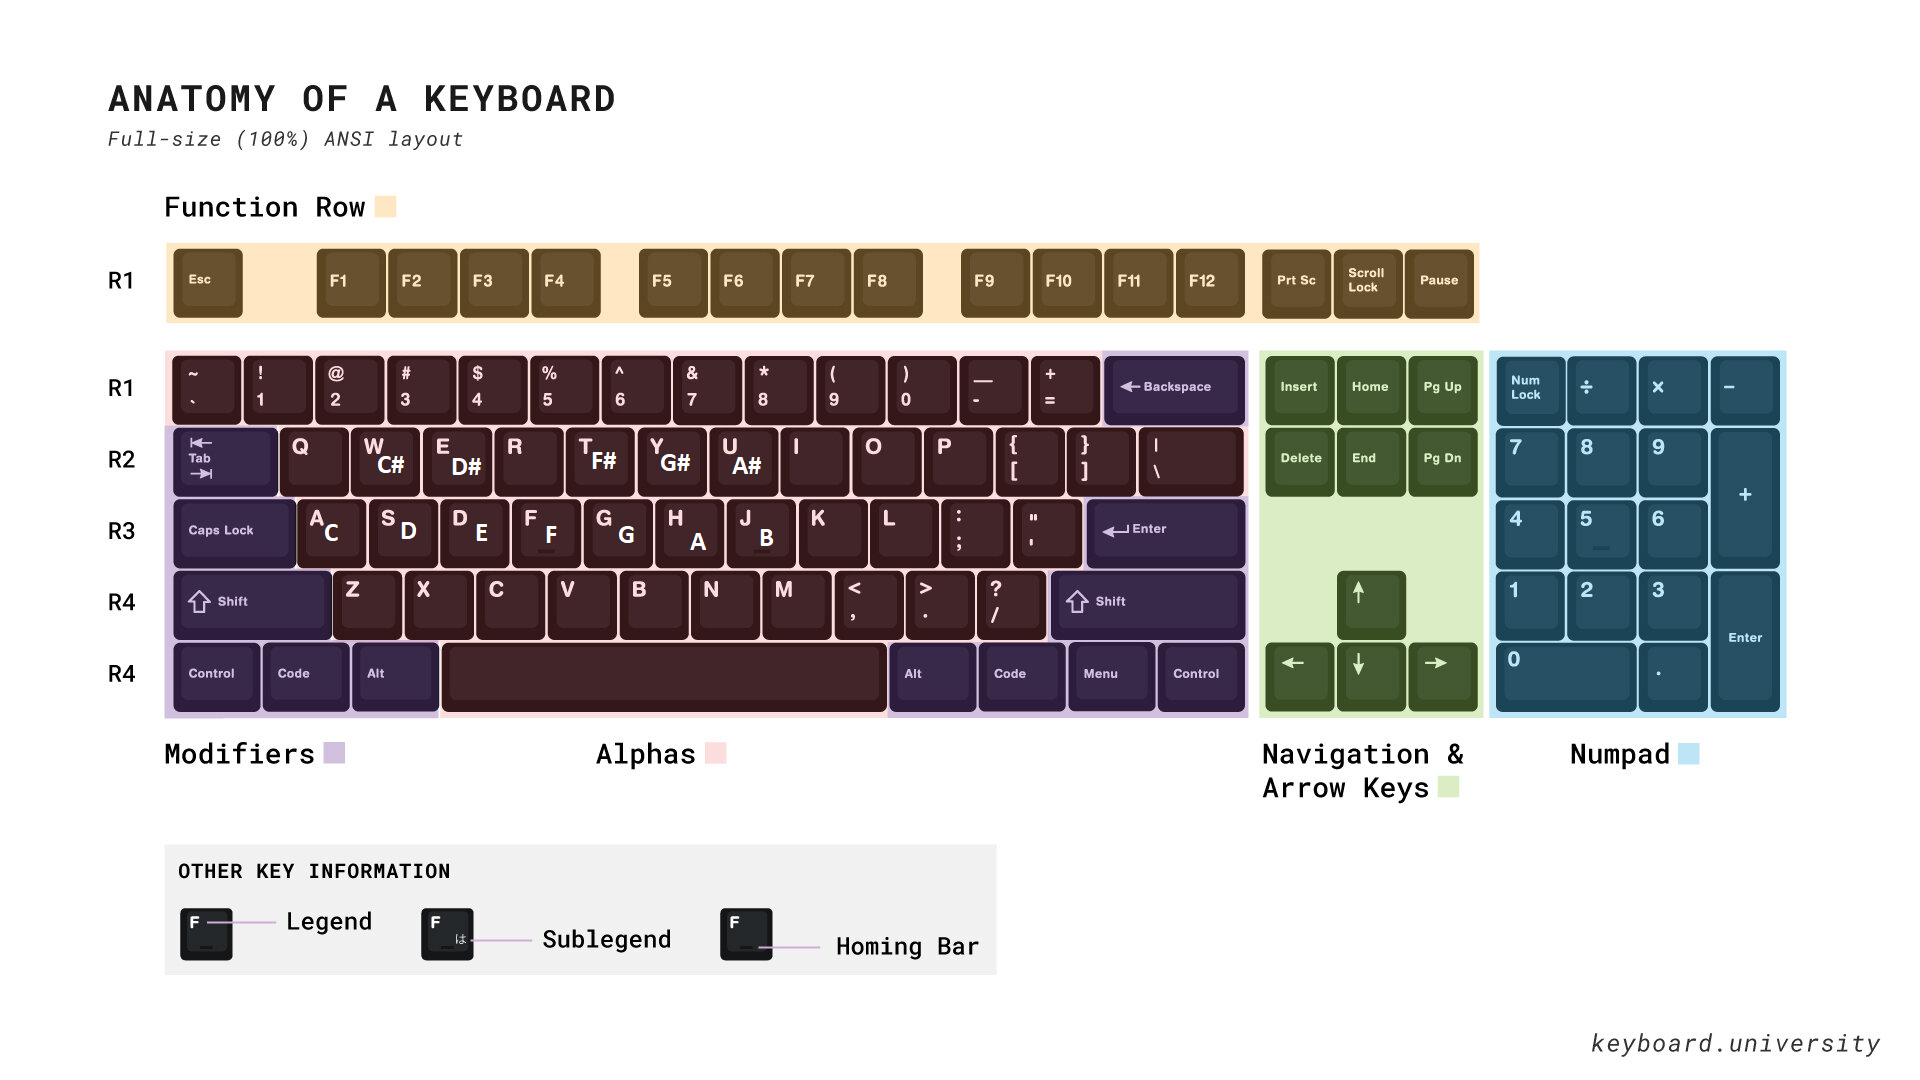 ANATOMY OF A KEYBOARD
Full-size (100%) ANSI layout
Function Row
R1 Esc F1 F2 F3 F4 F5 F6 F7 F8 F9 F10 F11 F12 Prt Sc Scroll Lock Pause
R1 ~ ` ! 1 @ 2 # 3 $ 4 % 5 ^ 6 & 7 * 8 ( 9 ) 0 — - + = ← Backspace Insert Home Pg Up Num Lock ÷ × −
R2 Tab Q W C# E D# R T F# Y G# U A# I O P { [ } ] | \ Delete End Pg Dn 7 8 9 +
R3 Caps Lock A C S D D E F F G G H A J B K L : ; " ' Enter 4 5 6
R4 Shift Z X C V B N M < , > . ? / Shift ↑ 1 2 3 Enter
R4 Control Code Alt Alt Code Menu Control ← ↓ → 0 .
Modifiers
Alphas
Navigation &
Arrow Keys
Numpad
OTHER KEY INFORMATION
F Legend
F は Sublegend
F Homing Bar
keyboard.university